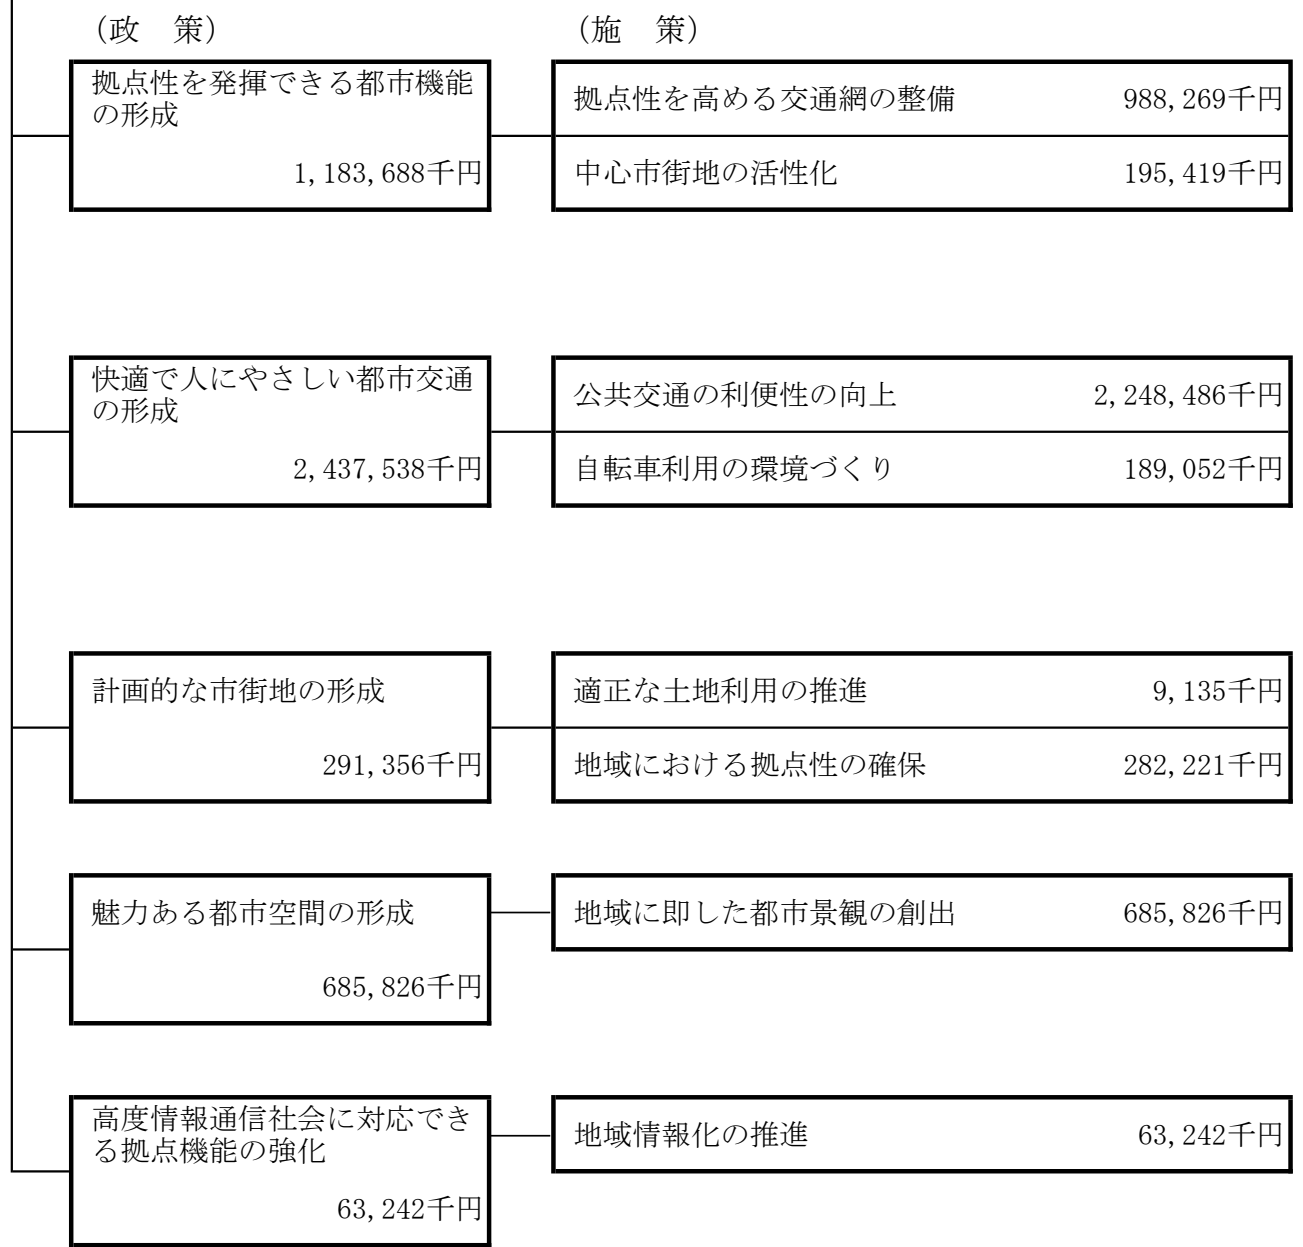 （政　策）
（施　策）
拠点性を発揮できる都市機能
の形成
1,183,688千円
拠点性を高める交通網の整備
988,269千円
中心市街地の活性化
195,419千円
快適で人にやさしい都市交通
の形成
2,437,538千円
公共交通の利便性の向上
2,248,486千円
自転車利用の環境づくり
189,052千円
計画的な市街地の形成
291,356千円
適正な土地利用の推進
9,135千円
地域における拠点性の確保
282,221千円
魅力ある都市空間の形成
685,826千円
地域に即した都市景観の創出
685,826千円
高度情報通信社会に対応でき
る拠点機能の強化
63,242千円
地域情報化の推進
63,242千円